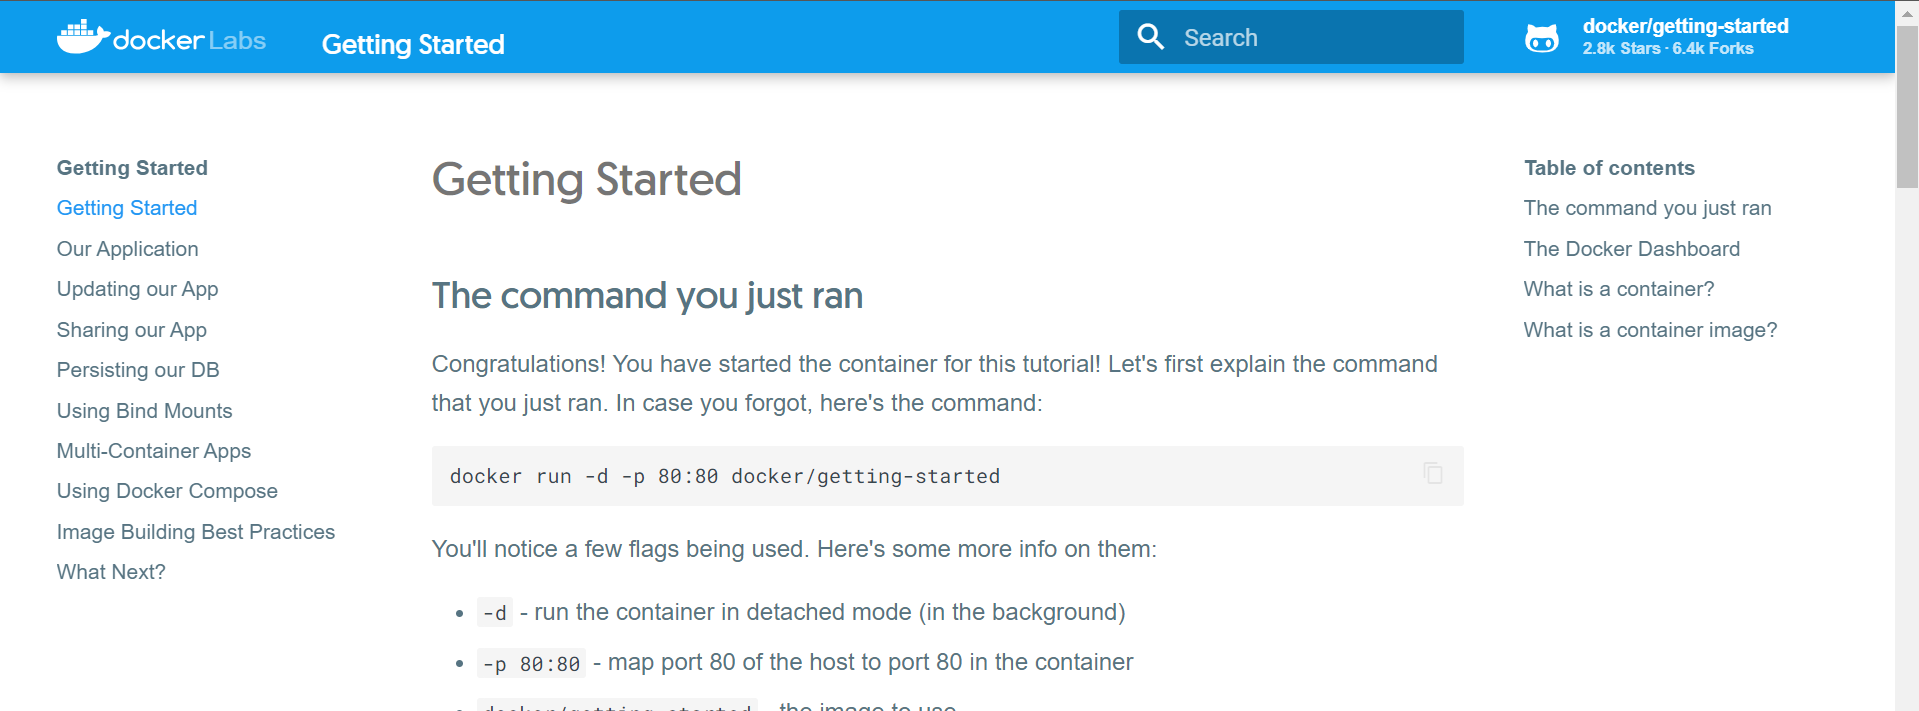 docker Labs
Getting Started
Search
docker/getting-started
2.8k Stars · 6.4k Forks
Getting Started
Getting Started
Our Application
Updating our App
Sharing our App
Persisting our DB
Using Bind Mounts
Multi-Container Apps
Using Docker Compose
Image Building Best Practices
What Next?
Getting Started
The command you just ran
Congratulations! You have started the container for this tutorial! Let's first explain the command
that you just ran. In case you forgot, here's the command:
docker run -d -p 80:80 docker/getting-started
You'll notice a few flags being used. Here's some more info on them:
• -d - run the container in detached mode (in the background)
• -p 80:80 - map port 80 of the host to port 80 in the container
• docker/getting-started - the image to use
Table of contents
The command you just ran
The Docker Dashboard
What is a container?
What is a container image?